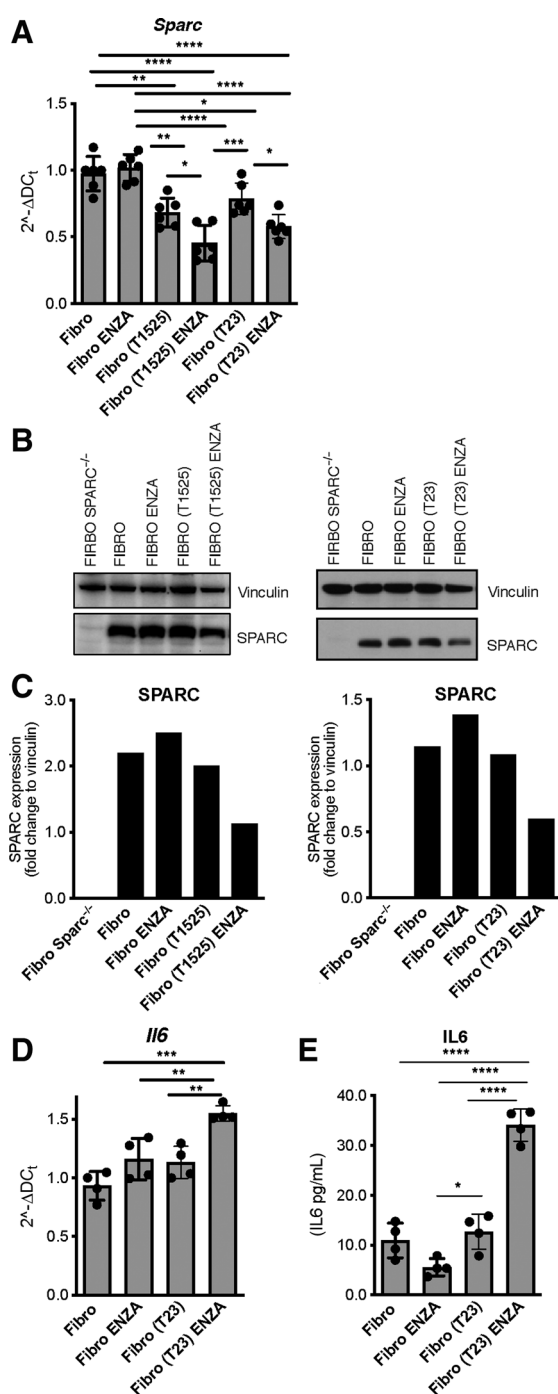 A
Sparc
****
****
**
****
*
****
**
***
*
*
2^-ΔDCt
1.5
1.0
0.5
0.0
Fibro
Fibro ENZA
Fibro (T1525)
Fibro (T1525) ENZA
Fibro (T23)
Fibro (T23) ENZA
B
FIRBO SPARC-/-
FIBRO
FIBRO ENZA
FIBRO (T1525)
FIBRO (T1525) ENZA
Vinculin
SPARC
FIBRO SPARC-/-
FIBRO
FIBRO ENZA
FIBRO (T23)
FIBRO (T23) ENZA
Vinculin
SPARC
C
SPARC
SPARC expression
(fold change to vinculin)
3.0
2.0
1.0
0.0
Fibro Sparc-/-
Fibro
Fibro ENZA
Fibro (T1525)
Fibro (T1525) ENZA
SPARC
SPARC expression
(fold change to vinculin)
1.5
1.0
0.5
0.0
Fibro Sparc-/-
Fibro
Fibro ENZA
Fibro (T23)
Fibro (T23) ENZA
D
Il6
***
**
**
2^-ΔDCt
1.5
1.0
0.5
0.0
Fibro
Fibro ENZA
Fibro (T23)
Fibro (T23) ENZA
E
IL6
****
****
****
*
(IL6 pg/mL)
40.0
30.0
20.0
10.0
0.0
Fibro
Fibro ENZA
Fibro (T23)
Fibro (T23) ENZA